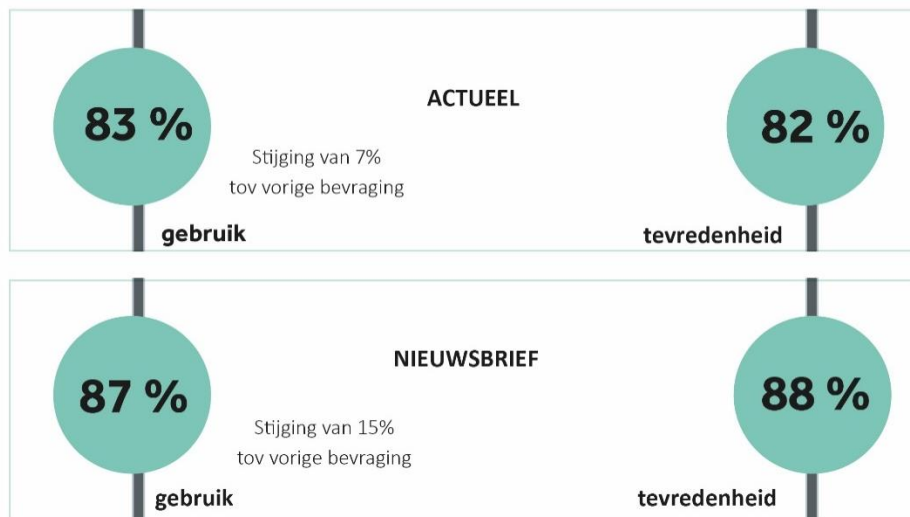 ACTUEEL
83 %
82 %
Stijging van 7%
tov vorige bevraging
gebruik
tevredenheid
NIEUWSBRIEF
87 %
88 %
Stijging van 15%
tov vorige bevraging
gebruik
tevredenheid